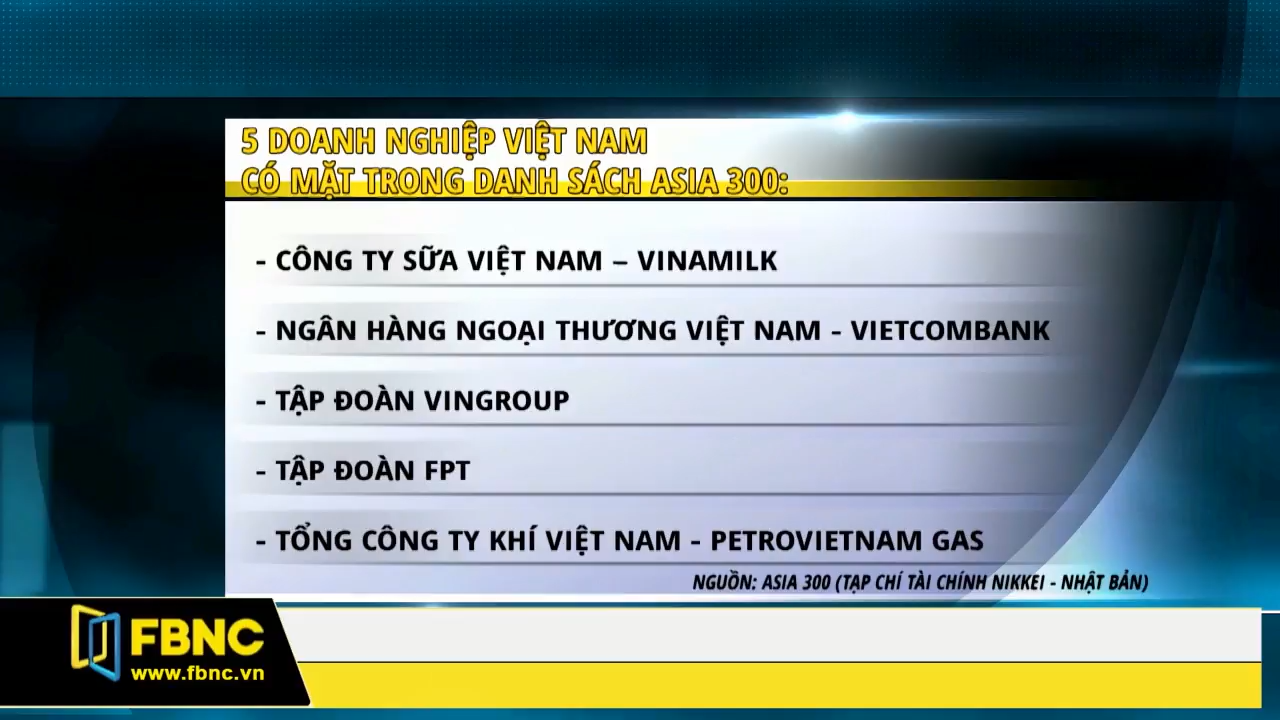 5 DOANH NGHIỆP VIỆT NAM
CÓ MẶT TRONG DANH SÁCH ASIA 300:
- CÔNG TY SỮA VIỆT NAM – VINAMILK
- NGÂN HÀNG NGOẠI THƯƠNG VIỆT NAM - VIETCOMBANK
- TẬP ĐOÀN VINGROUP
- TẬP ĐOÀN FPT
- TỔNG CÔNG TY KHÍ VIỆT NAM - PETROVIETNAM GAS
NGUỒN: ASIA 300 (TẠP CHÍ TÀI CHÍNH NIKKEI - NHẬT BẢN)
FBNC
www.fbnc.vn